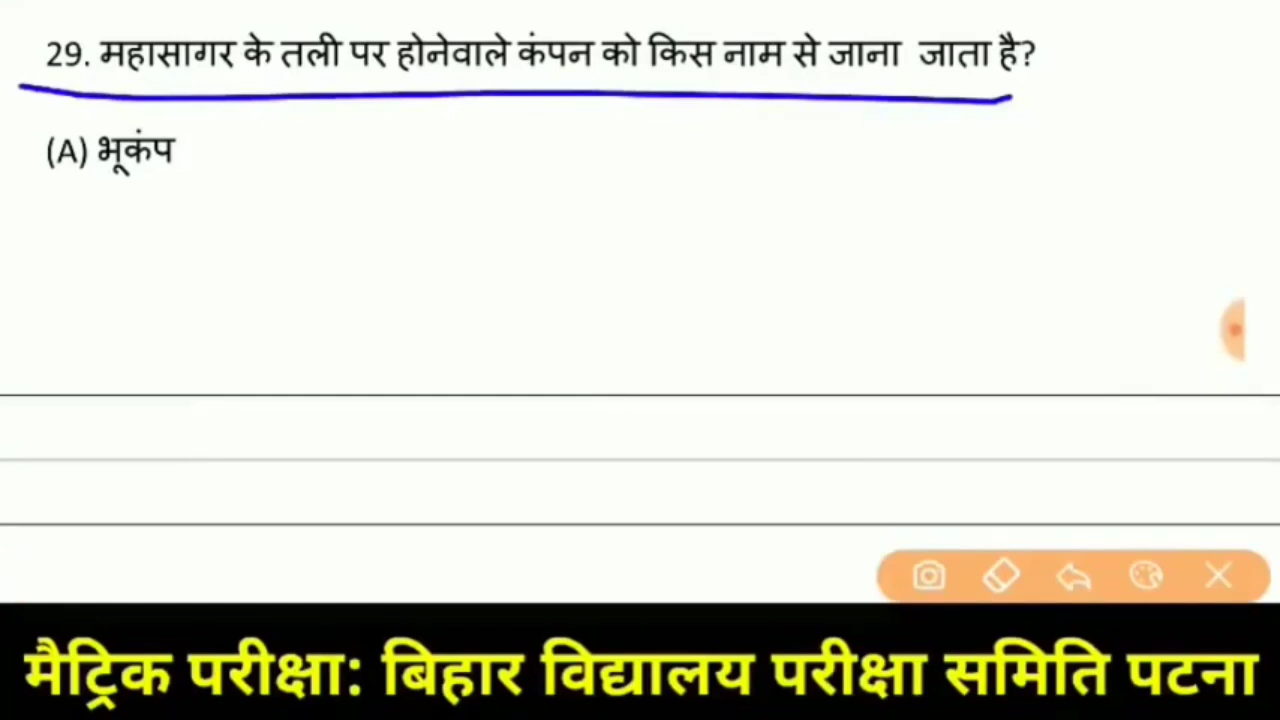 29. महासागर के तली पर होनेवाले कंपन को किस नाम से जाना जाता है?
(A) भूकंप
मैट्रिक परीक्षा: बिहार विद्यालय परीक्षा समिति पटना